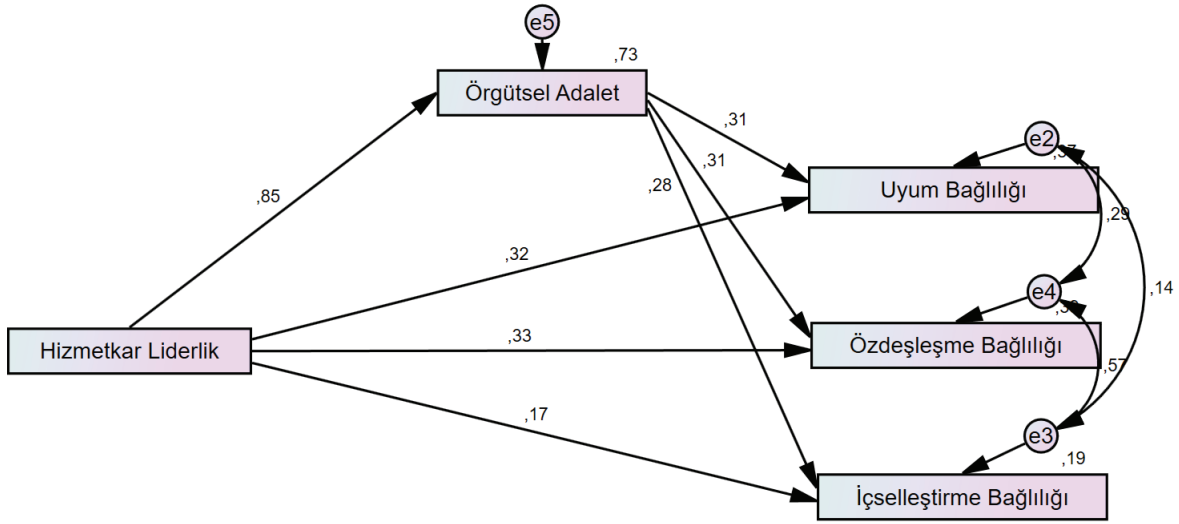 e5
,73
Örgütsel Adalet
,31
e2
,31
,28
Uyum Bağlılığı
,85
,29
,32
e4
,14
,33
Özdeşleşme Bağlılığı
Hizmetkar Liderlik
,57
,17
e3
,19
İçselleştirme Bağlılığı